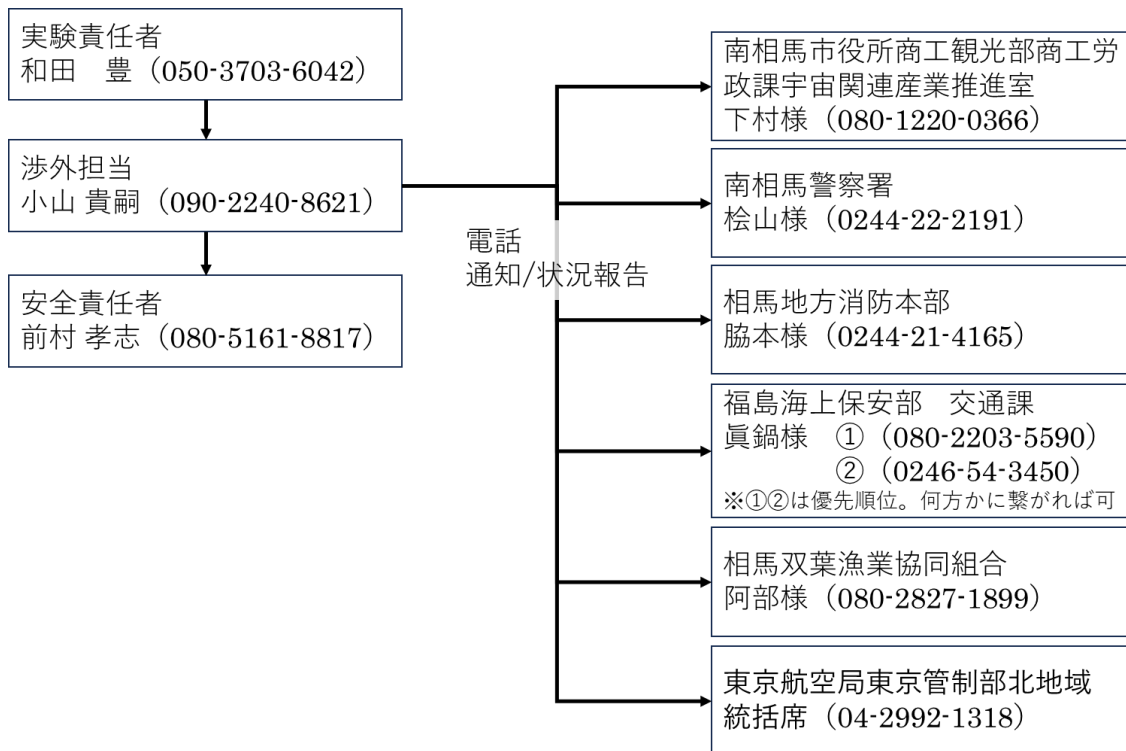 実験責任者
和田　豊（050-3703-6042）
渉外担当
小山 貴嗣（090-2240-8621）
安全責任者
前村 孝志（080-5161-8817）
電話
通知/状況報告
南相馬市役所商工観光部商工労
政課宇宙関連産業推進室
下村様（080-1220-0366）
南相馬警察署
桧山様（0244-22-2191）
相馬地方消防本部
脇本様（0244-21-4165）
福島海上保安部　交通課
眞鍋様　①（080-2203-5590）
②（0246-54-3450）
※①②は優先順位。何方かに繋がれば可
相馬双葉漁業協同組合
阿部様（080-2827-1899）
東京航空局東京管制部北地域
統括席（04-2992-1318）